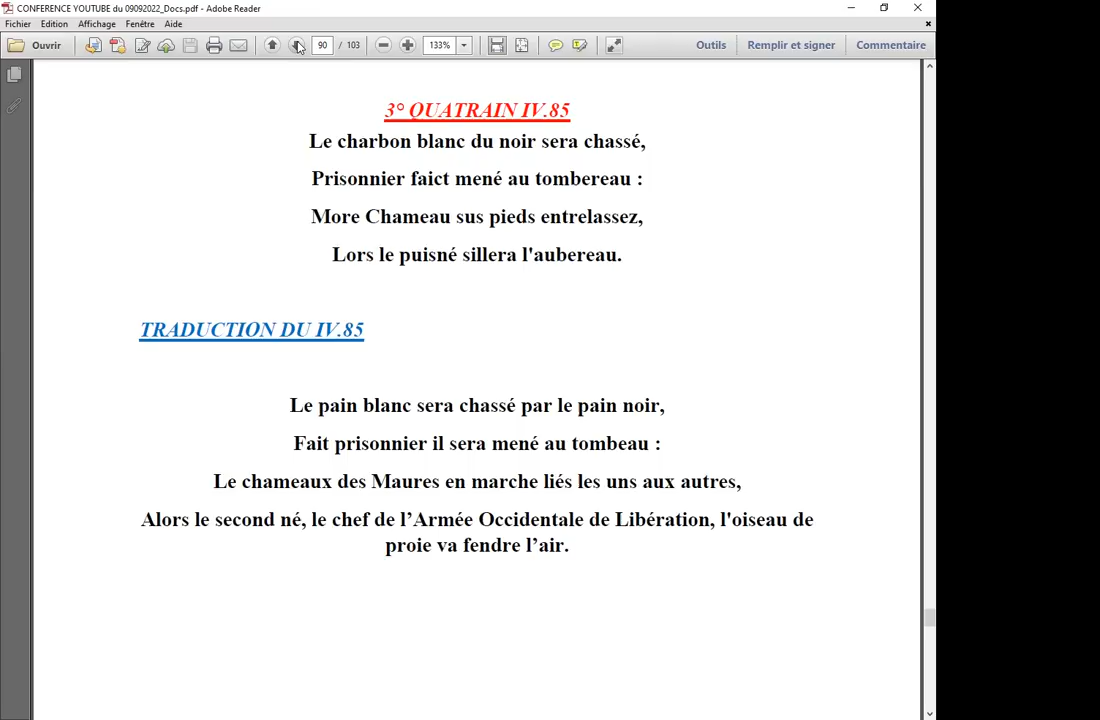 CONFERENCE YOUTUBE du 09092022_Docs.pdf - Adobe Reader
Fichier Edition Affichage Fenêtre Aide
Ouvrir 90 / 103 133% Outils Remplir et signer Commentaire
3° QUATRAIN IV.85
Le charbon blanc du noir sera chassé,
Prisonnier faict mené au tombereau :
More Chameau sus pieds entrelassez,
Lors le puisné sillera l'aubereau.
TRADUCTION DU IV.85
Le pain blanc sera chassé par le pain noir,
Fait prisonnier il sera mené au tombeau :
Le chameaux des Maures en marche liés les uns aux autres,
Alors le second né, le chef de l’Armée Occidentale de Libération, l'oiseau de
proie va fendre l’air.